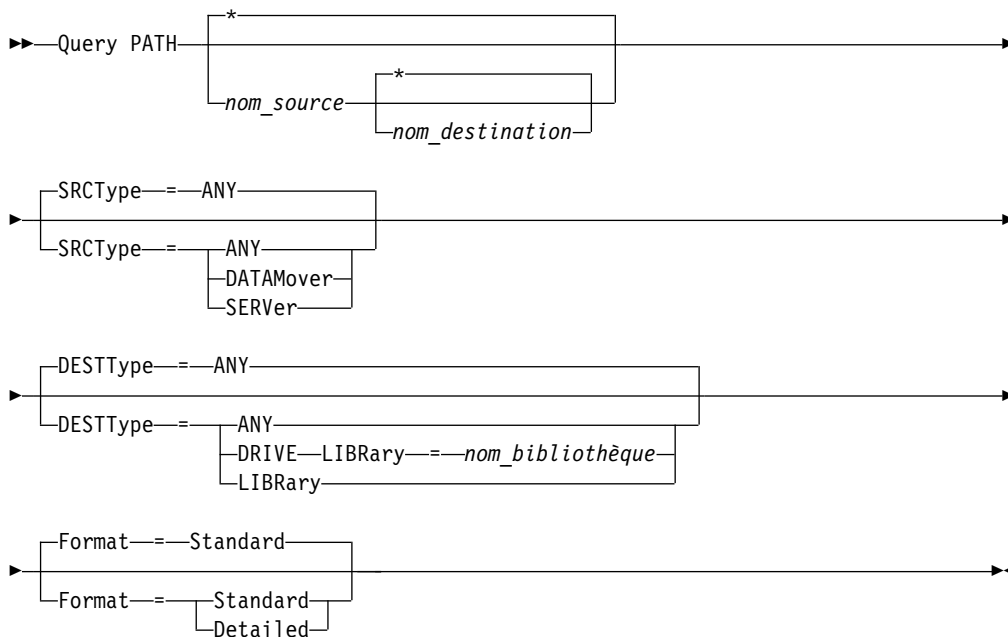 *
Query PATH
*
nom_source
nom_destination
SRCType = ANY
SRCType = ANY
DATAMover
SERVer
DESTType = ANY
DESTType = ANY
DRIVE LIBRary = nom_bibliothèque
LIBRary
Format = Standard
Format = Standard
Detailed